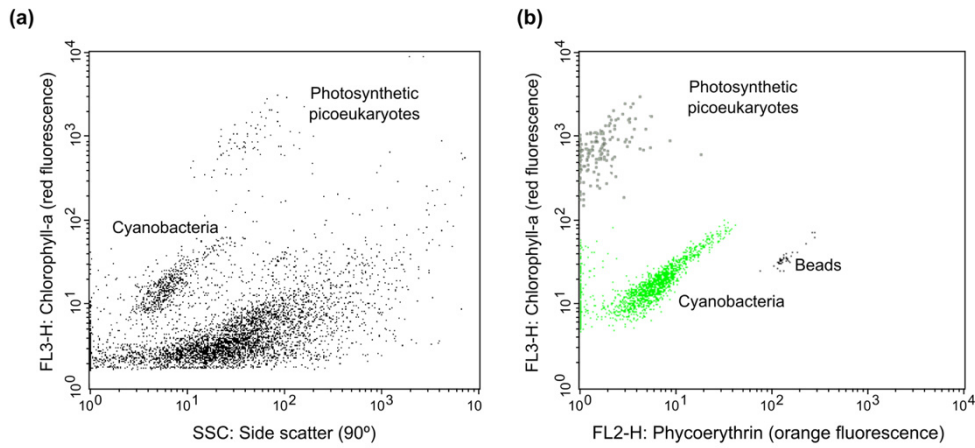 (a)
FL3-H: Chlorophyll-a (red fluorescence)
10⁴
10³
10²
10¹
10⁰
Photosynthetic
picoeukaryotes
Cyanobacteria
10⁰
10¹
10²
10³
10
SSC: Side scatter (90º)
(b)
FL3-H: Chlorophyll-a (red fluorescence)
10⁴
10³
10²
10¹
10⁰
Photosynthetic
picoeukaryotes
Beads
Cyanobacteria
10⁰
10¹
10²
10³
10⁴
FL2-H: Phycoerythrin (orange fluorescence)